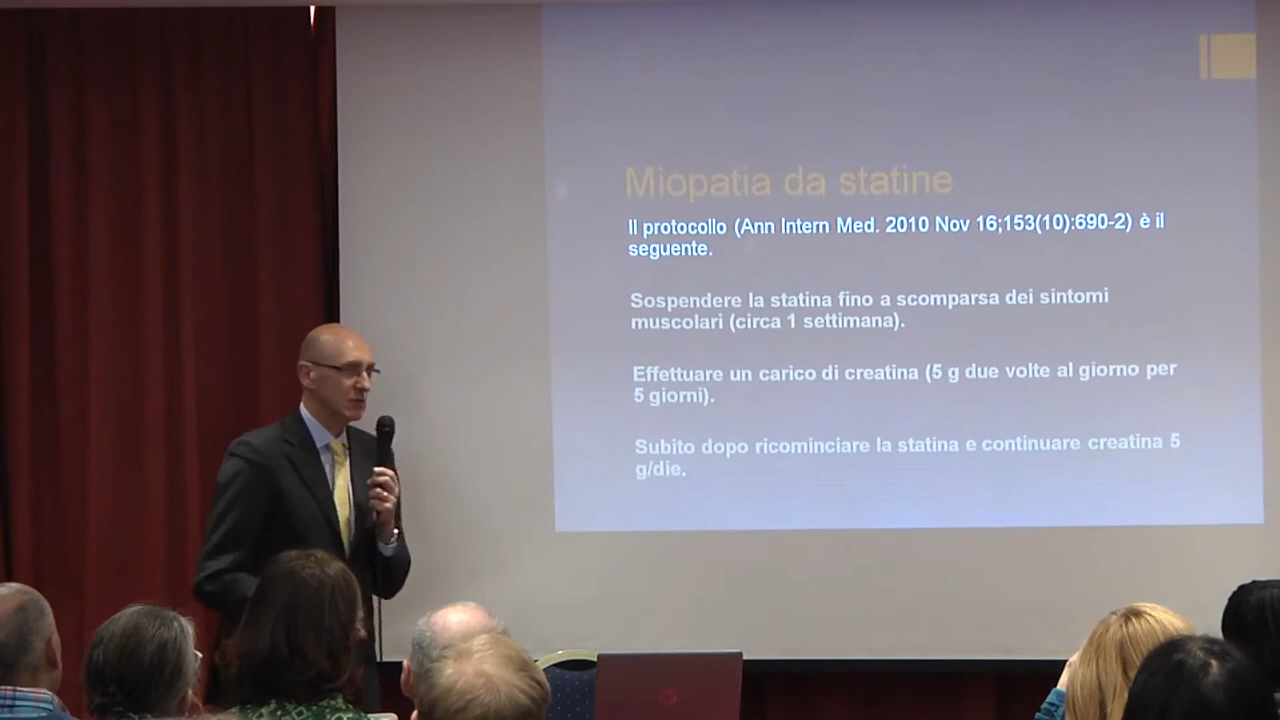 Miopatia da statine
Il protocollo (Ann Intern Med. 2010 Nov 16;153(10):690-2) è il
seguente.
Sospendere la statina fino a scomparsa dei sintomi
muscolari (circa 1 settimana).
Effettuare un carico di creatina (5 g due volte al giorno per
5 giorni).
Subito dopo ricominciare la statina e continuare creatina 5
g/die.